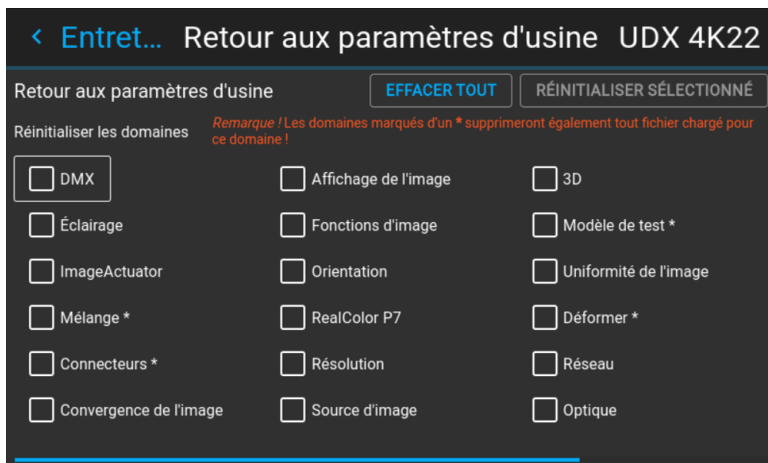 Entret... Retour aux paramètres d'usine UDX 4K22
Retour aux paramètres d'usine EFFACER TOUT RÉINITIALISER SÉLECTIONNÉ
Réinitialiser les domaines
Remarque ! Les domaines marqués d'un * supprimeront également tout fichier chargé pour
ce domaine !
DMX Affichage de l'image 3D
Éclairage Fonctions d'image Modèle de test *
ImageActuator Orientation Uniformité de l'image
Mélange * RealColor P7 Déformer *
Connecteurs * Résolution Réseau
Convergence de l'image Source d'image Optique